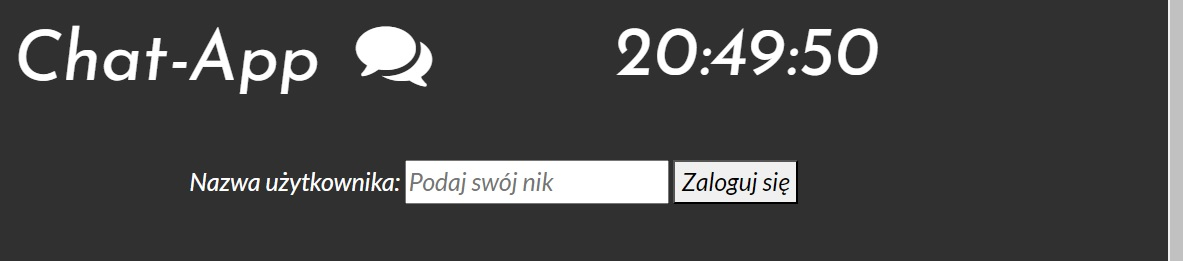 Chat-App 20:49:50
Nazwa użytkownika: Podaj swój nik Zaloguj się